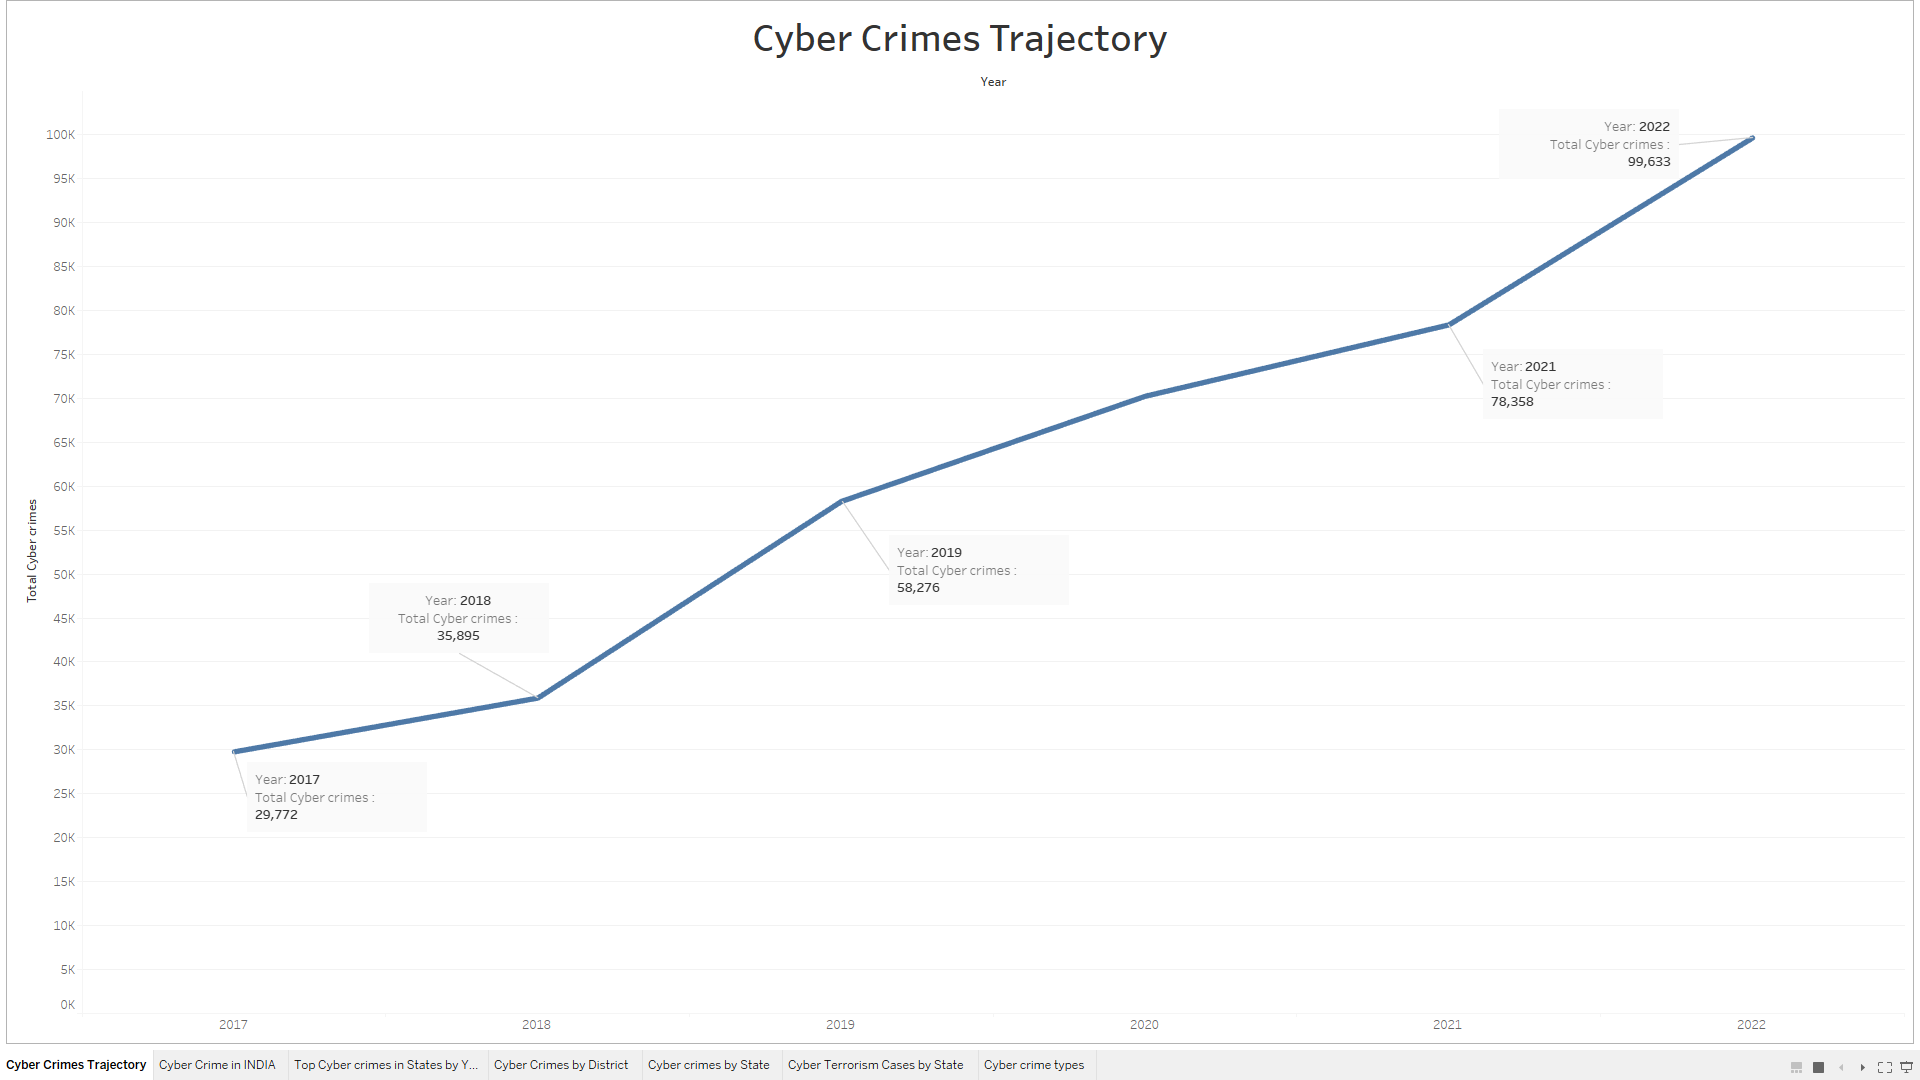 Cyber Crimes Trajectory
Year
100K
95K
90K
85K
80K
75K
70K
65K
60K
55K
50K
45K
40K
35K
30K
25K
20K
15K
10K
5K
0K
Total Cyber crimes
Year: 2022
Total Cyber crimes :
99,633
Year: 2021
Total Cyber crimes :
78,358
Year: 2019
Total Cyber crimes :
58,276
Year: 2018
Total Cyber crimes :
35,895
Year: 2017
Total Cyber crimes :
29,772
2017 2018 2019 2020 2021 2022
Cyber Crimes Trajectory Cyber Crime in INDIA Top Cyber crimes in States by Y... Cyber Crimes by District Cyber crimes by State Cyber Terrorism Cases by State Cyber crime types